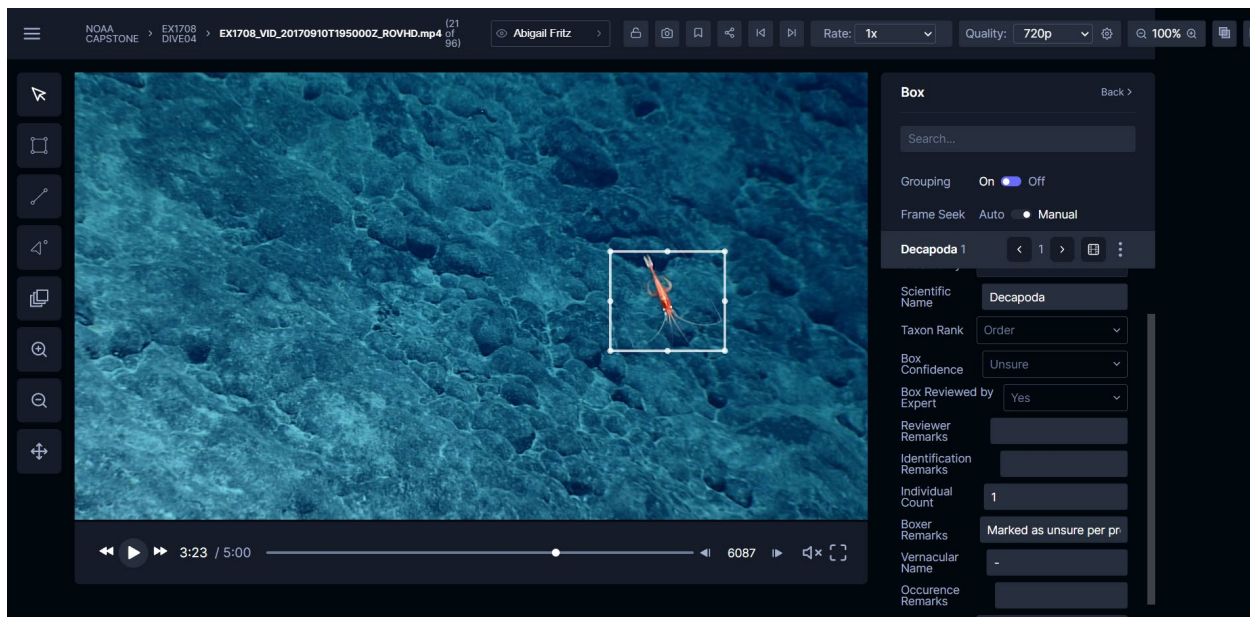 NOAA CAPSTONE > EX1708 DIVE04 > EX1708_VID_20170910T195000Z_ROVHD.mp4 (21 of 96) Abigail Fritz > Rate: 1x Quality: 720p 100%
Box Back >
Search...
Grouping On Off
Frame Seek Auto Manual
Decapoda 1 < 1 >
Scientific Name Decapoda
Taxon Rank Order
Box Confidence Unsure
Box Reviewed by Expert Yes
Reviewer Remarks
Identification Remarks
Individual Count 1
Boxer Remarks Marked as unsure per pr
Vernacular Name -
Occurence Remarks
3:23 / 5:00 6087